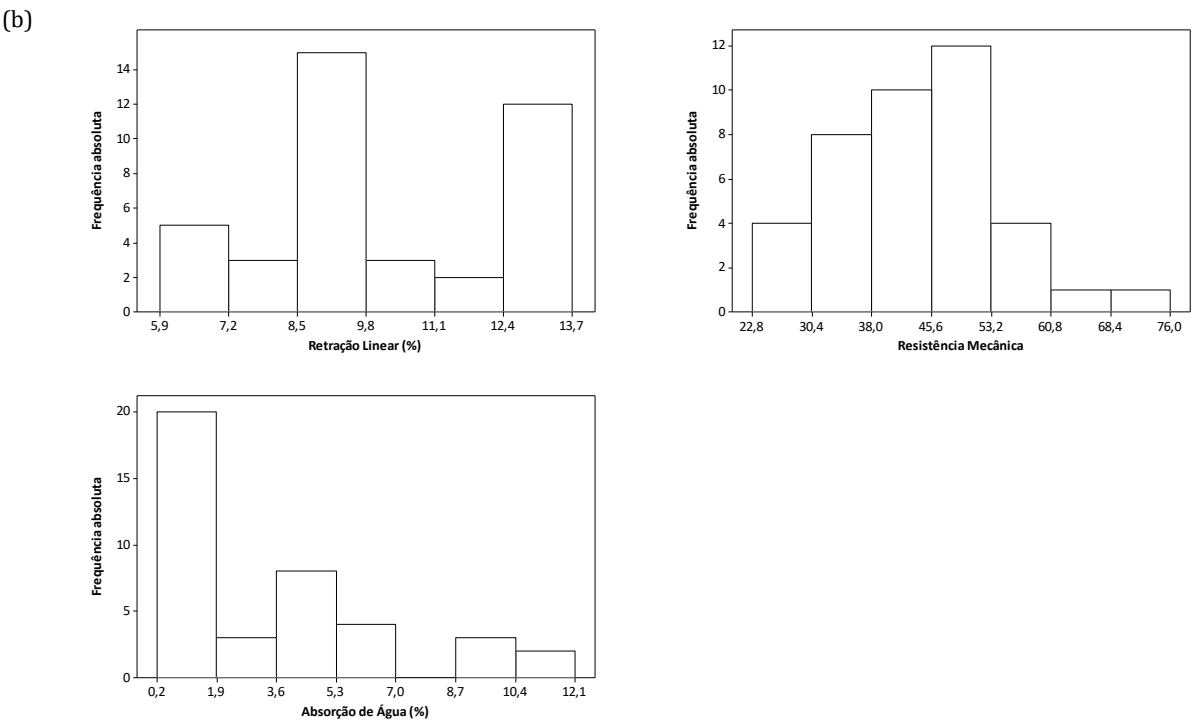 (b)
14
12
10
8
6
4
2
0
Frequência absoluta
5,9 7,2 8,5 9,8 11,1 12,4 13,7
Retração Linear (%)
12
10
8
6
4
2
0
Frequência absoluta
22,8 30,4 38,0 45,6 53,2 60,8 68,4 76,0
Resistência Mecânica
20
15
10
5
0
Frequência absoluta
0,2 1,9 3,6 5,3 7,0 8,7 10,4 12,1
Absorção de Água (%)